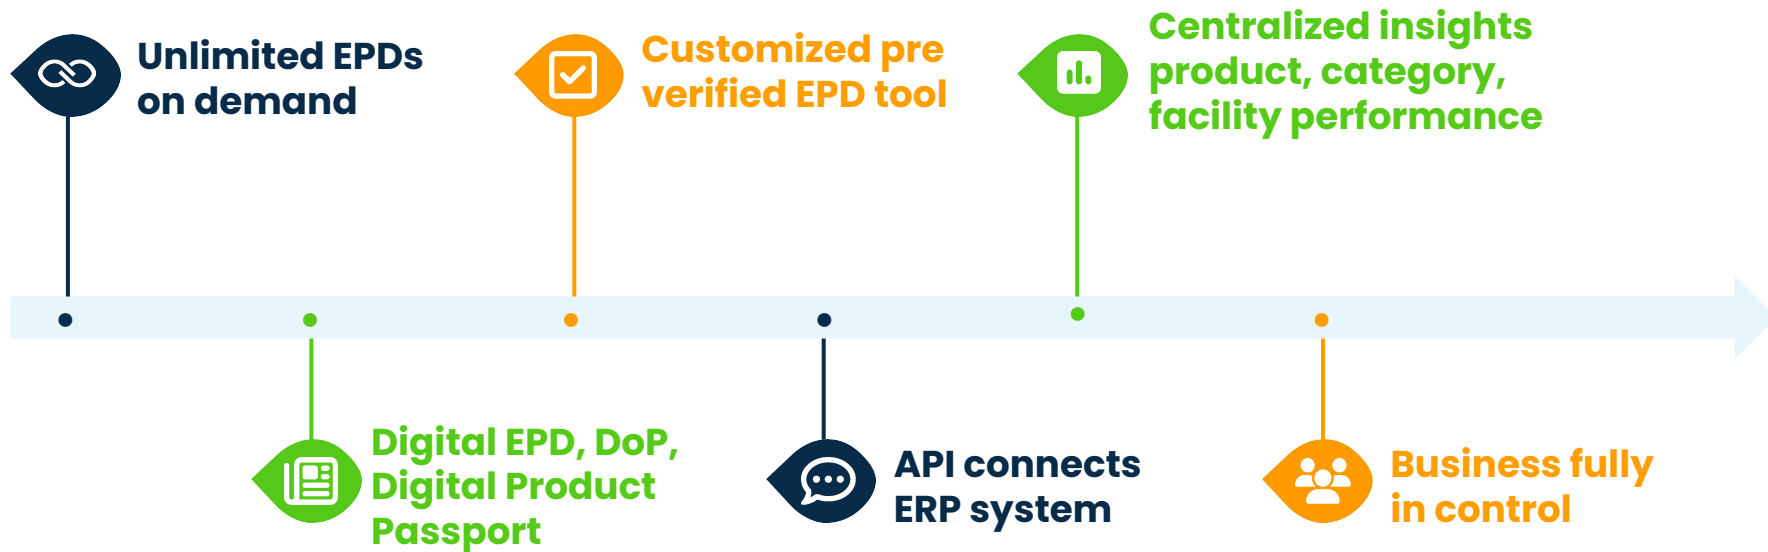 Unlimited EPDs
on demand
Digital EPD, DoP,
Digital Product
Passport
Customized pre
verified EPD tool
API connects
ERP system
Centralized insights
product, category,
facility performance
Business fully
in control